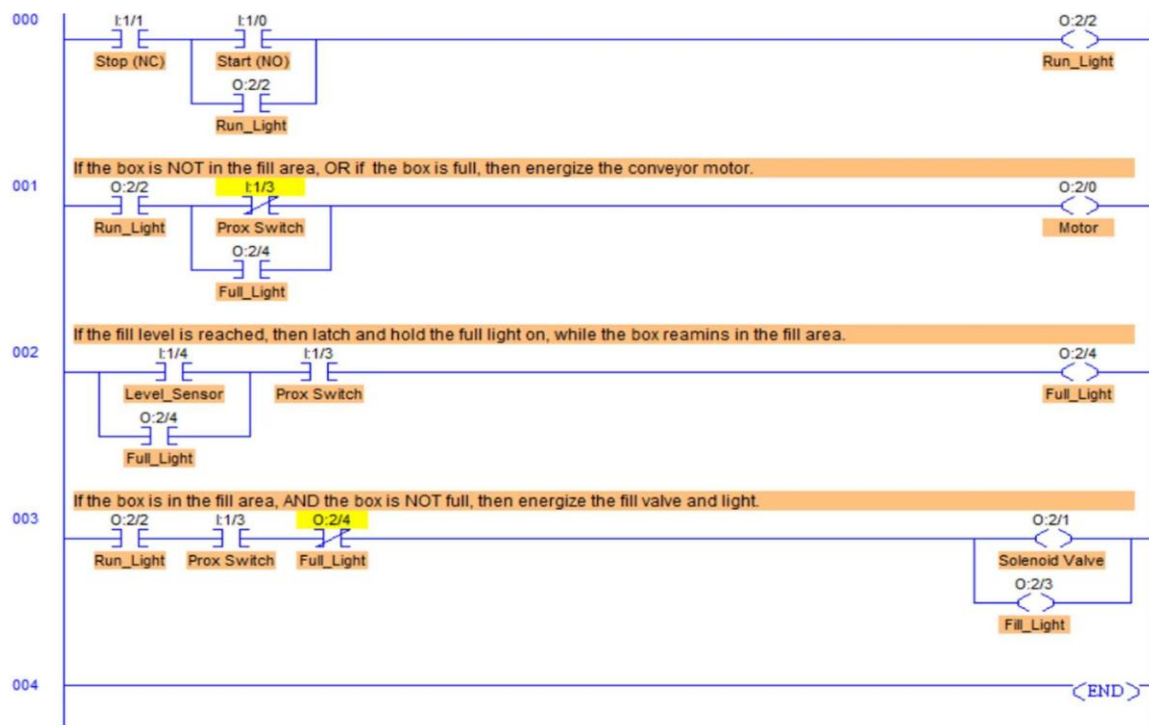 000
I:1/1 I:1/0 O:2/2
Stop (NC) Start (NO) Run_Light
O:2/2
Run_Light
If the box is NOT in the fill area, OR if the box is full, then energize the conveyor motor.
001
O:2/2 I:1/3 O:2/0
Run_Light Prox Switch Motor
O:2/4
Full_Light
If the fill level is reached, then latch and hold the full light on, while the box reamins in the fill area.
002
I:1/4 I:1/3 O:2/4
Level_Sensor Prox Switch Full_Light
O:2/4
Full_Light
If the box is in the fill area, AND the box is NOT full, then energize the fill valve and light.
003
O:2/2 I:1/3 O:2/4 O:2/1
Run_Light Prox Switch Full_Light Solenoid Valve
O:2/3
Fill_Light
004
END